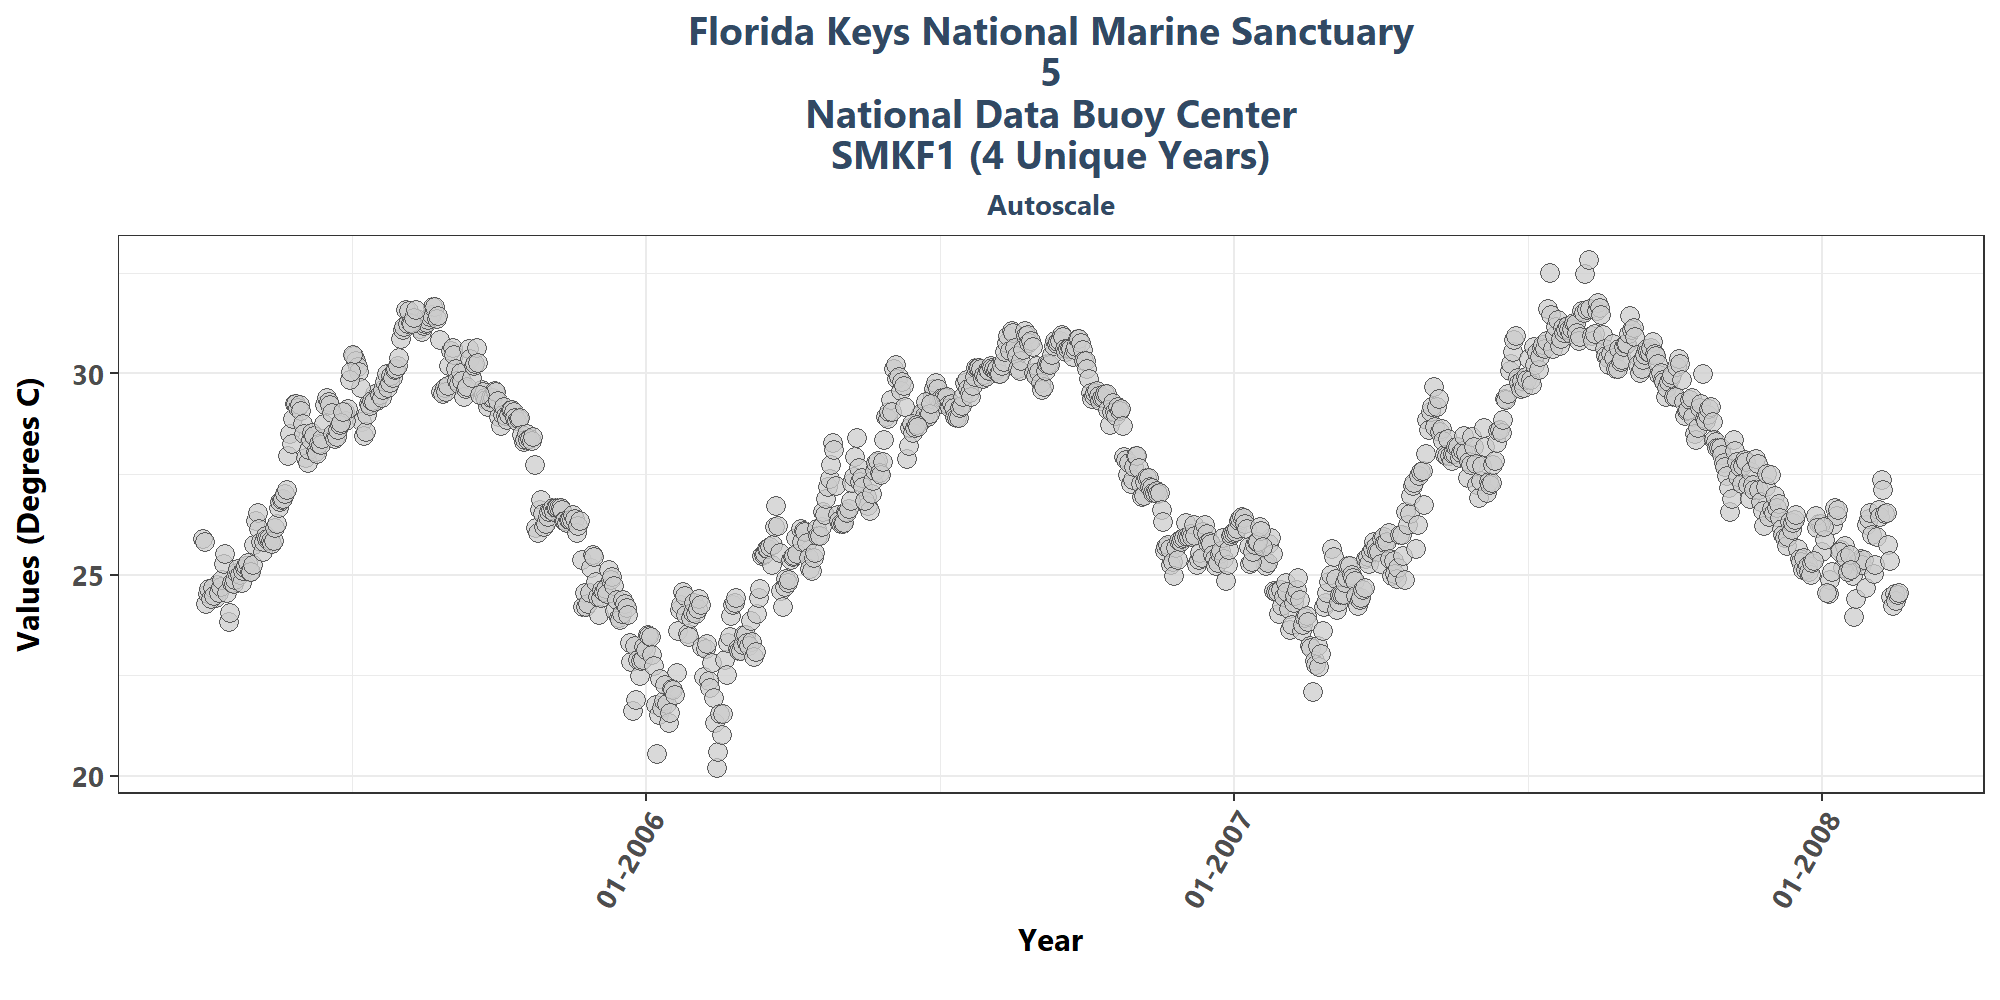 Florida Keys National Marine Sanctuary
5
National Data Buoy Center
SMKF1 (4 Unique Years)
Autoscale
Values (Degrees C)
30
25
20
01-2006
01-2007
01-2008
Year